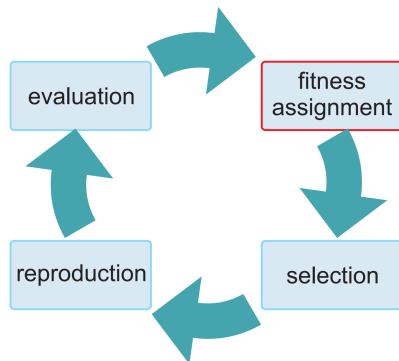 evaluation
fitness
assignment
reproduction
selection